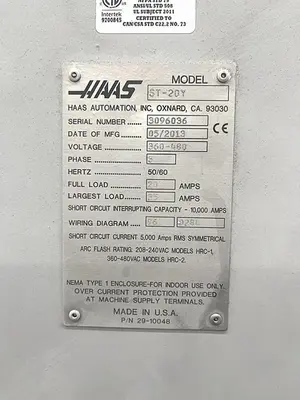 NFPA STD 79
ANSI/UL STD 508
UL SUBJECT 2011
Intertek
9700845
CERTIFIED TO
CAN/CSA STD C22.2 NO. 73
HAAS MODEL ST-20Y
HAAS AUTOMATION, INC, OXNARD, CA. 93030
SERIAL NUMBER 3096036
DATE OF MFG 05/2013
VOLTAGE 360-480
PHASE
HERTZ 50/60
FULL LOAD AMPS
LARGEST LOAD AMPS
SHORT CIRCUIT INTERRUPTING CAPACITY - 10,000 AMPS
WIRING DIAGRAM
SHORT CIRCUIT CURRENT 5,000 Amps RMS SYMMETRICAL
ARC FLASH RATING: 208-240VAC MODELS HRC-1,
360-480VAC MODELS HRC-2.
NEMA TYPE 1 ENCLOSURE-FOR INDOOR USE ONLY.
OVER CURRENT PROTECTION PROVIDED
AT MACHINE SUPPLY TERMINALS.
MADE IN U.S.A.
P/N 29-10046